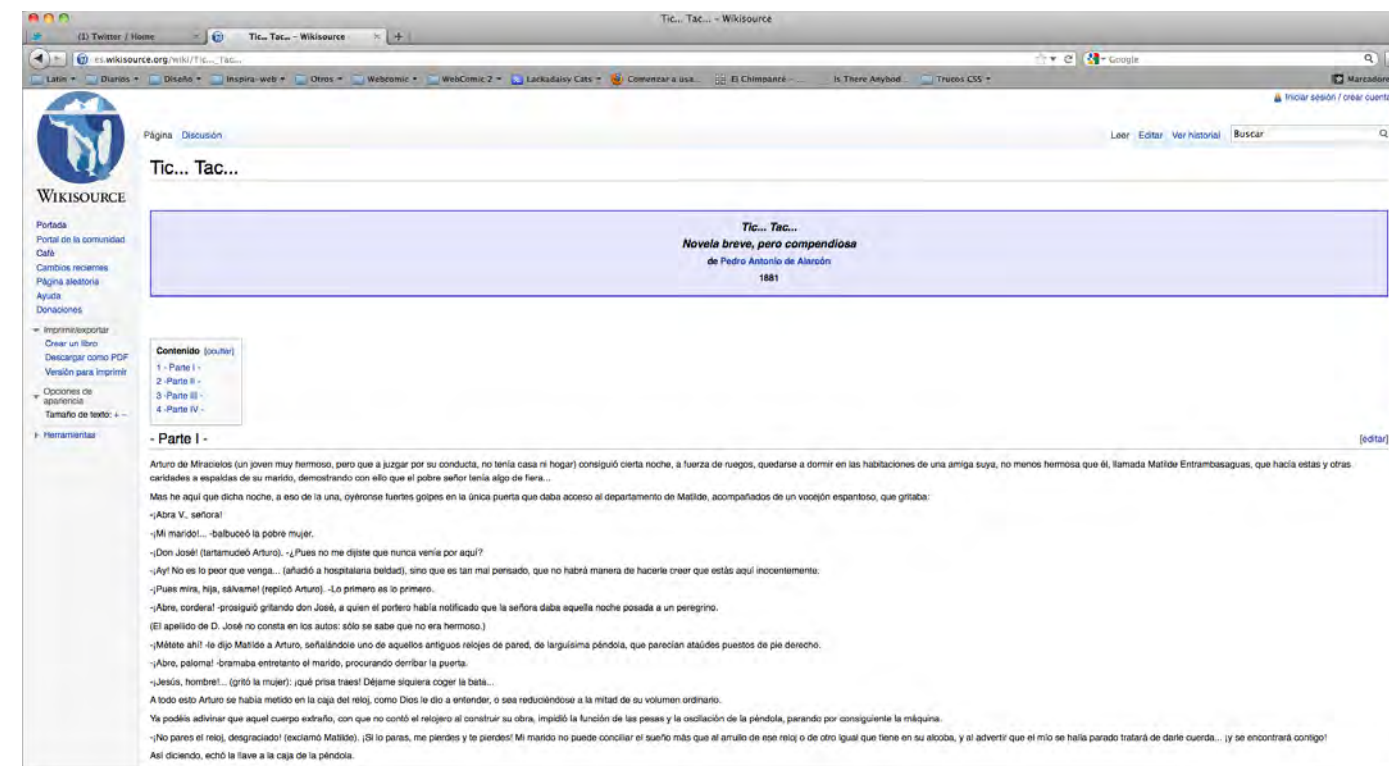 Tic... Tac... – Wikisource
(1) Twitter / Home
Tic... Tac... – Wikisource
es.wikisource.org/wiki/Tic..._Tac...
Google
Latin
Diarios
Diseño
Inspira-web
Otros
Webcomic
WebComic 2
Lackadaisy Cats
Comenzar a usa...
El Chimpancé – ...
Is There Anybod...
Trucos CSS
Marcadore
Iniciar sesión / crear cuenta
Página Discusión
Leer Editar Ver historial Buscar
Tic... Tac...
WIKISOURCE
Portada
Portal de la comunidad
Café
Cambios recientes
Página aleatoria
Ayuda
Donaciones
Imprimir/exportar
Crear un libro
Descargar como PDF
Versión para imprimir
Opciones de
apariencia
Tamaño de texto: + –
Herramientas
Tic... Tac...
Novela breve, pero compendiosa
de Pedro Antonio de Alarcón
1881
Contenido [ocultar]
1 - Parte I -
2 -Parte II -
3 -Parte III -
4 -Parte IV -
- Parte I -
[editar]
Arturo de Miracielos (un joven muy hermoso, pero que a juzgar por su conducta, no tenía casa ni hogar) consiguió cierta noche, a fuerza de ruegos, quedarse a dormir en las habitaciones de una amiga suya, no menos hermosa que él, llamada Matilde Entrambasaguas, que hacía estas y otras
caridades a espaldas de su marido, demostrando con ello que el pobre señor tenía algo de fiera...
Mas he aquí que dicha noche, a eso de la una, oyéronse fuertes golpes en la única puerta que daba acceso al departamento de Matilde, acompañados de un vocejón espantoso, que gritaba:
-¡Abra V., señora!
-¡Mi marido!... -balbuceó la pobre mujer.
-¡Don José! (tartamudeó Arturo). -¿Pues no me dijiste que nunca venía por aquí?
-¡Ay! No es lo peor que venga... (añadió a hospitalaria beldad), sino que es tan mal pensado, que no habrá manera de hacerle creer que estás aquí inocentemente.
-¡Pues mira, hija, sálvame! (replicó Arturo). -Lo primero es lo primero.
-¡Abre, cordera! -prosiguió gritando don José, a quien el portero había notificado que la señora daba aquella noche posada a un peregrino.
(El apellido de D. José no consta en los autos: sólo se sabe que no era hermoso.)
-¡Métete ahí! -le dijo Matilde a Arturo, señalándole uno de aquellos antiguos relojes de pared, de larguísima péndola, que parecían ataúdes puestos de pie derecho.
-¡Abre, paloma! -bramaba entretanto el marido, procurando derribar la puerta.
-¡Jesús, hombre!... (gritó la mujer): ¡qué prisa traes! Déjame siquiera coger la bata...
A todo esto Arturo se había metido en la caja del reloj, como Dios le dio a entender, o sea reduciéndose a la mitad de su volumen ordinario.
Ya podéis adivinar que aquel cuerpo extraño, con que no contó el relojero al construir su obra, impidió la función de las pesas y la oscilación de la péndola, parando por consiguiente la máquina.
-¡No pares el reloj, desgraciado! (exclamó Matilde). ¡Si lo paras, me pierdes y te pierdes! Mi marido no puede conciliar el sueño más que al arrullo de ese reloj o de otro igual que tiene en su alcoba, y al advertir que el mío se halla parado tratará de darle cuerda... ¡y se encontrará contigo!
Así diciendo, echó la llave a la caja de la péndola.